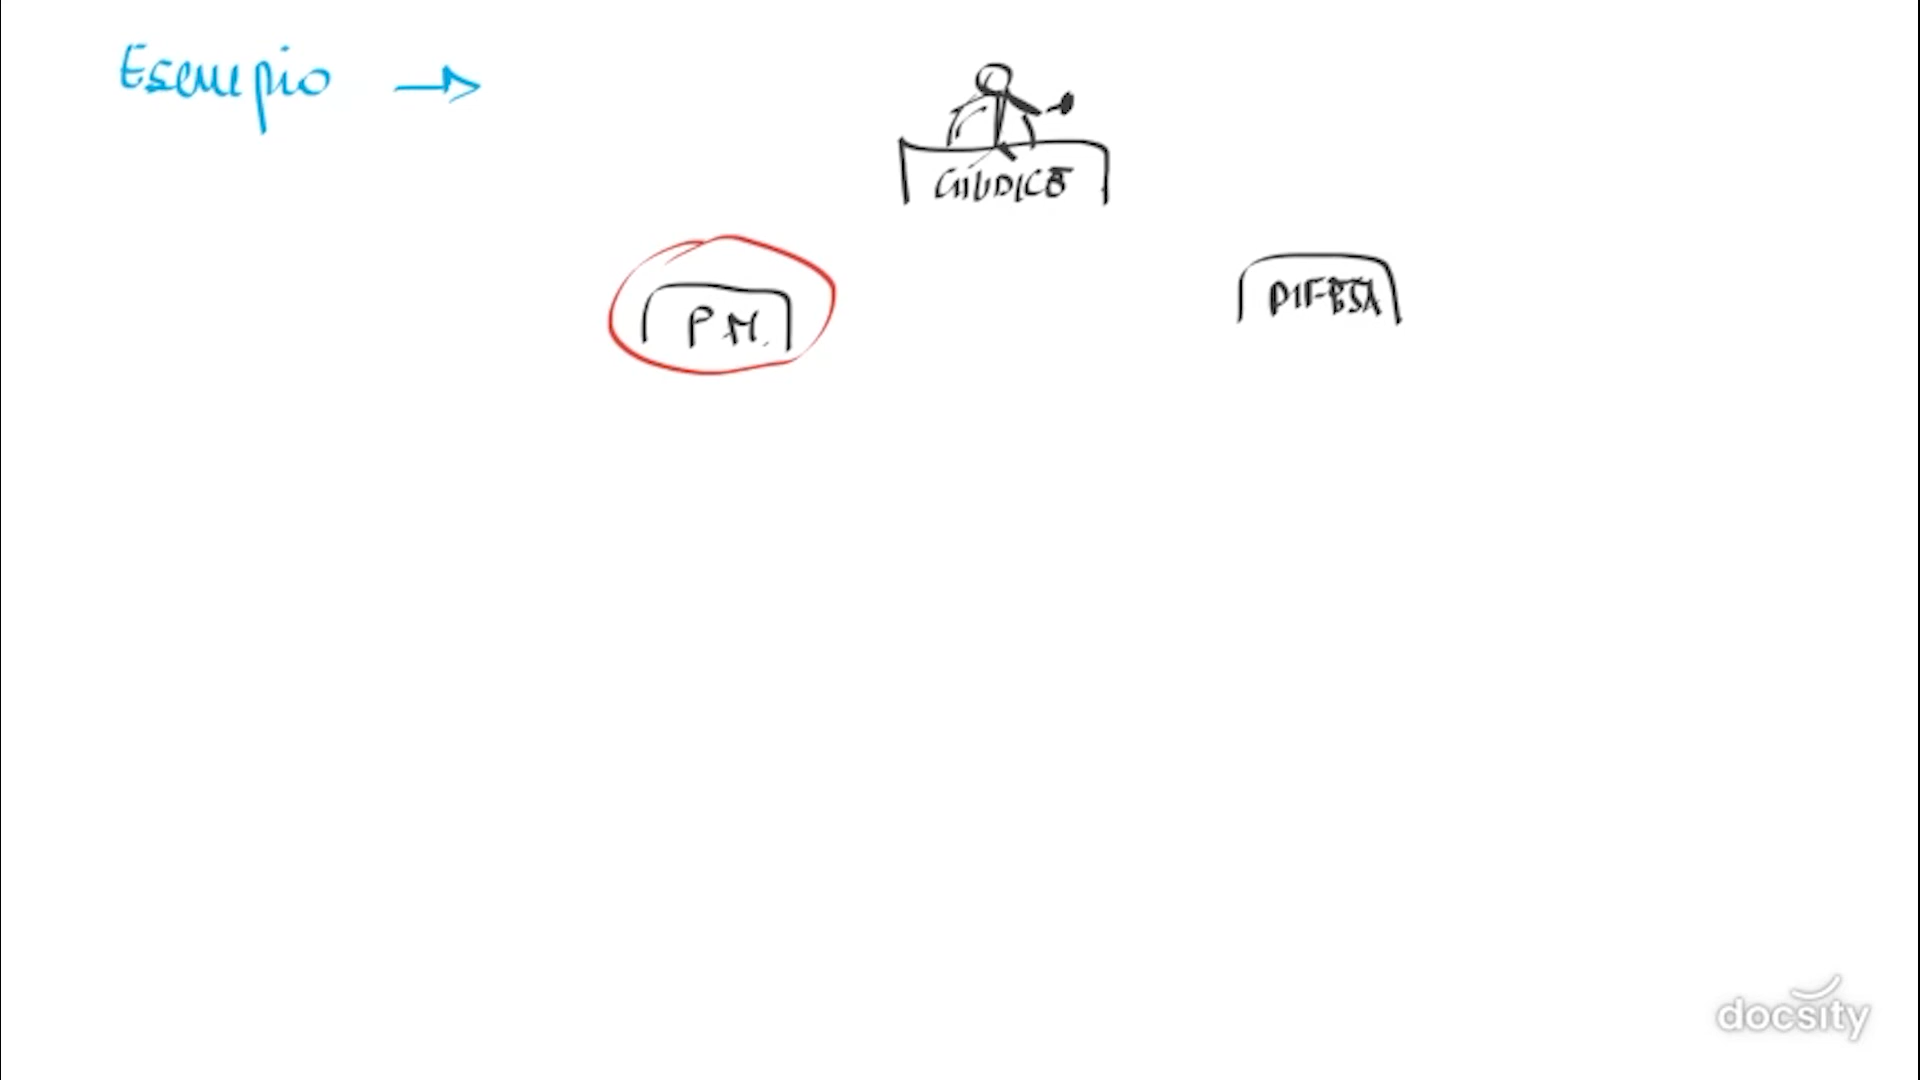 Esempio →
GIUDICE
P.M.
DIFESA
docsity